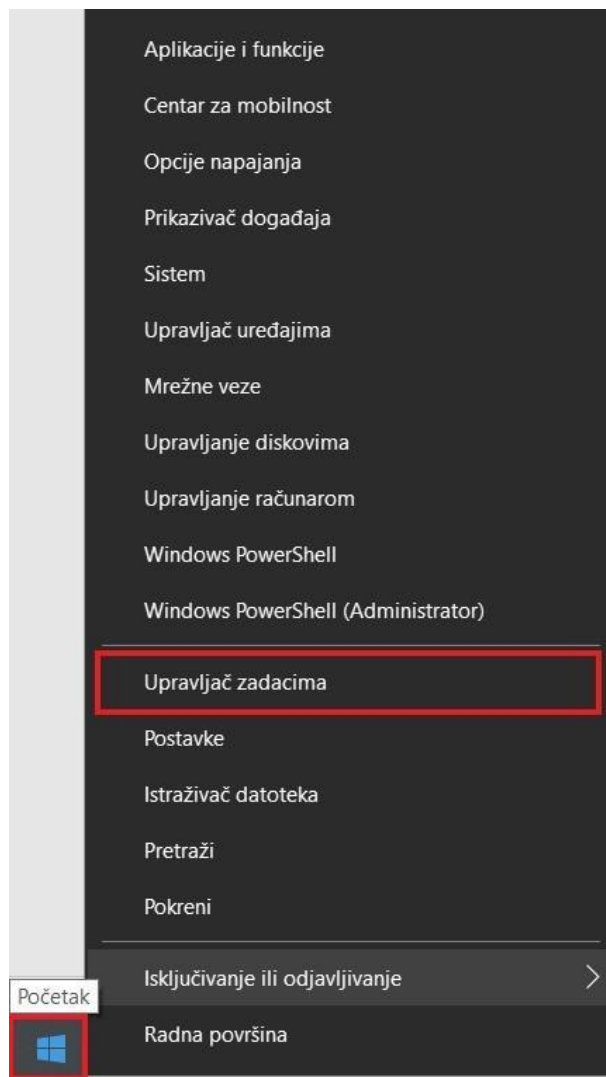 Aplikacije i funkcije
Centar za mobilnost
Opcije napajanja
Prikazivač događaja
Sistem
Upravljač uređajima
Mrežne veze
Upravljanje diskovima
Upravljanje računarom
Windows PowerShell
Windows PowerShell (Administrator)
Upravljač zadacima
Postavke
Istraživač datoteka
Pretraži
Pokreni
Isključivanje ili odjavljivanje
Početak
Radna površina